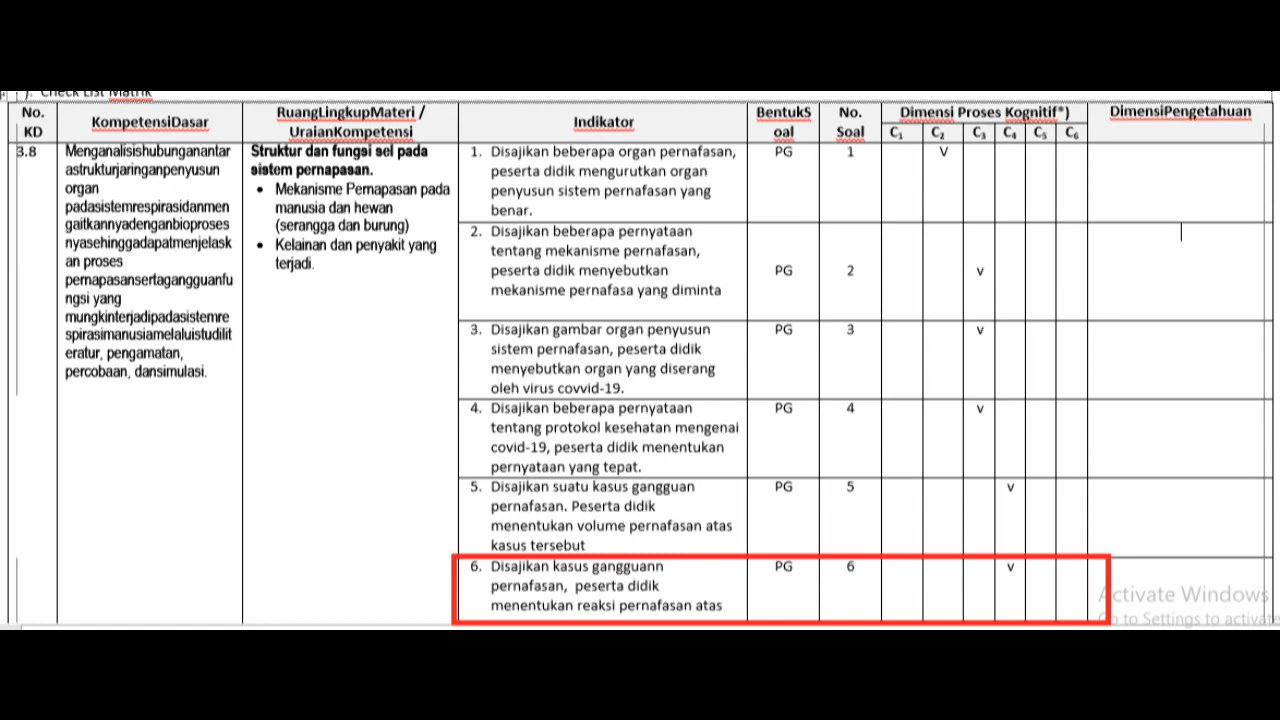 ). Check List Matrik
No. KD
KompetensiDasar
RuangLingkupMateri /
UraianKompetensi
Indikator
BentukS
oal
No.
Soal
Dimensi Proses Kognitif*)
C1 C2 C3 C4 C5 C6
DimensiPengetahuan
3.8
Menganalisishubunganantar
astrukturjaringanpenyusun
organ
padasistemrespirasidanmen
gaitkannyadenganbioproses
nyasehinggadapatmenjelask
an proses
pernapasansertagangguanfu
ngsi yang
mungkinterjadipadasistemre
spirasimanusiamelaluistudilit
eratur, pengamatan,
percobaan, dansimulasi.
Struktur dan fungsi sel pada
sistem pernapasan.
• Mekanisme Pernapasan pada
manusia dan hewan
(serangga dan burung)
• Kelainan dan penyakit yang
terjadi.
1. Disajikan beberapa organ pernafasan,
peserta didik mengurutkan organ
penyusun sistem pernafasan yang
benar.
PG 1 V
2. Disajikan beberapa pernyataan
tentang mekanisme pernafasan,
peserta didik menyebutkan
mekanisme pernafasa yang diminta
PG 2 v
3. Disajikan gambar organ penyusun
sistem pernafasan, peserta didik
menyebutkan organ yang diserang
oleh virus covvid-19.
PG 3 v
4. Disajikan beberapa pernyataan
tentang protokol kesehatan mengenai
covid-19, peserta didik menentukan
pernyataan yang tepat.
PG 4 v
5. Disajikan suatu kasus gangguan
pernafasan. Peserta didik
menentukan volume pernafasan atas
kasus tersebut
PG 5 v
6. Disajikan kasus gangguann
pernafasan, peserta didik
menentukan reaksi pernafasan atas
PG 6 v
Activate Windows
Go to Settings to activate